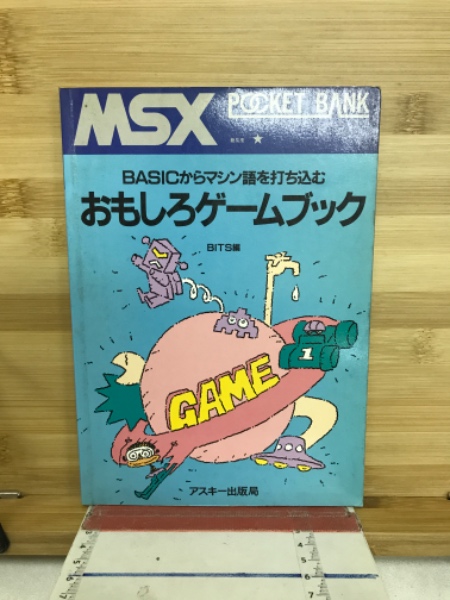 MSX POCKET BANK
BASICからマシン語を打ち込む
おもしろゲームブック
BITS編
GAME
1
アスキー出版局